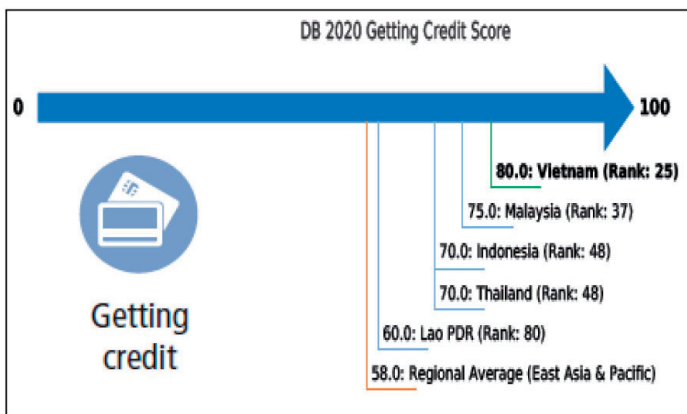 DB 2020 Getting Credit Score
0
100
80.0: Vietnam (Rank: 25)
75.0: Malaysia (Rank: 37)
70.0: Indonesia (Rank: 48)
70.0: Thailand (Rank: 48)
60.0: Lao PDR (Rank: 80)
58.0: Regional Average (East Asia & Pacific)
Getting
credit